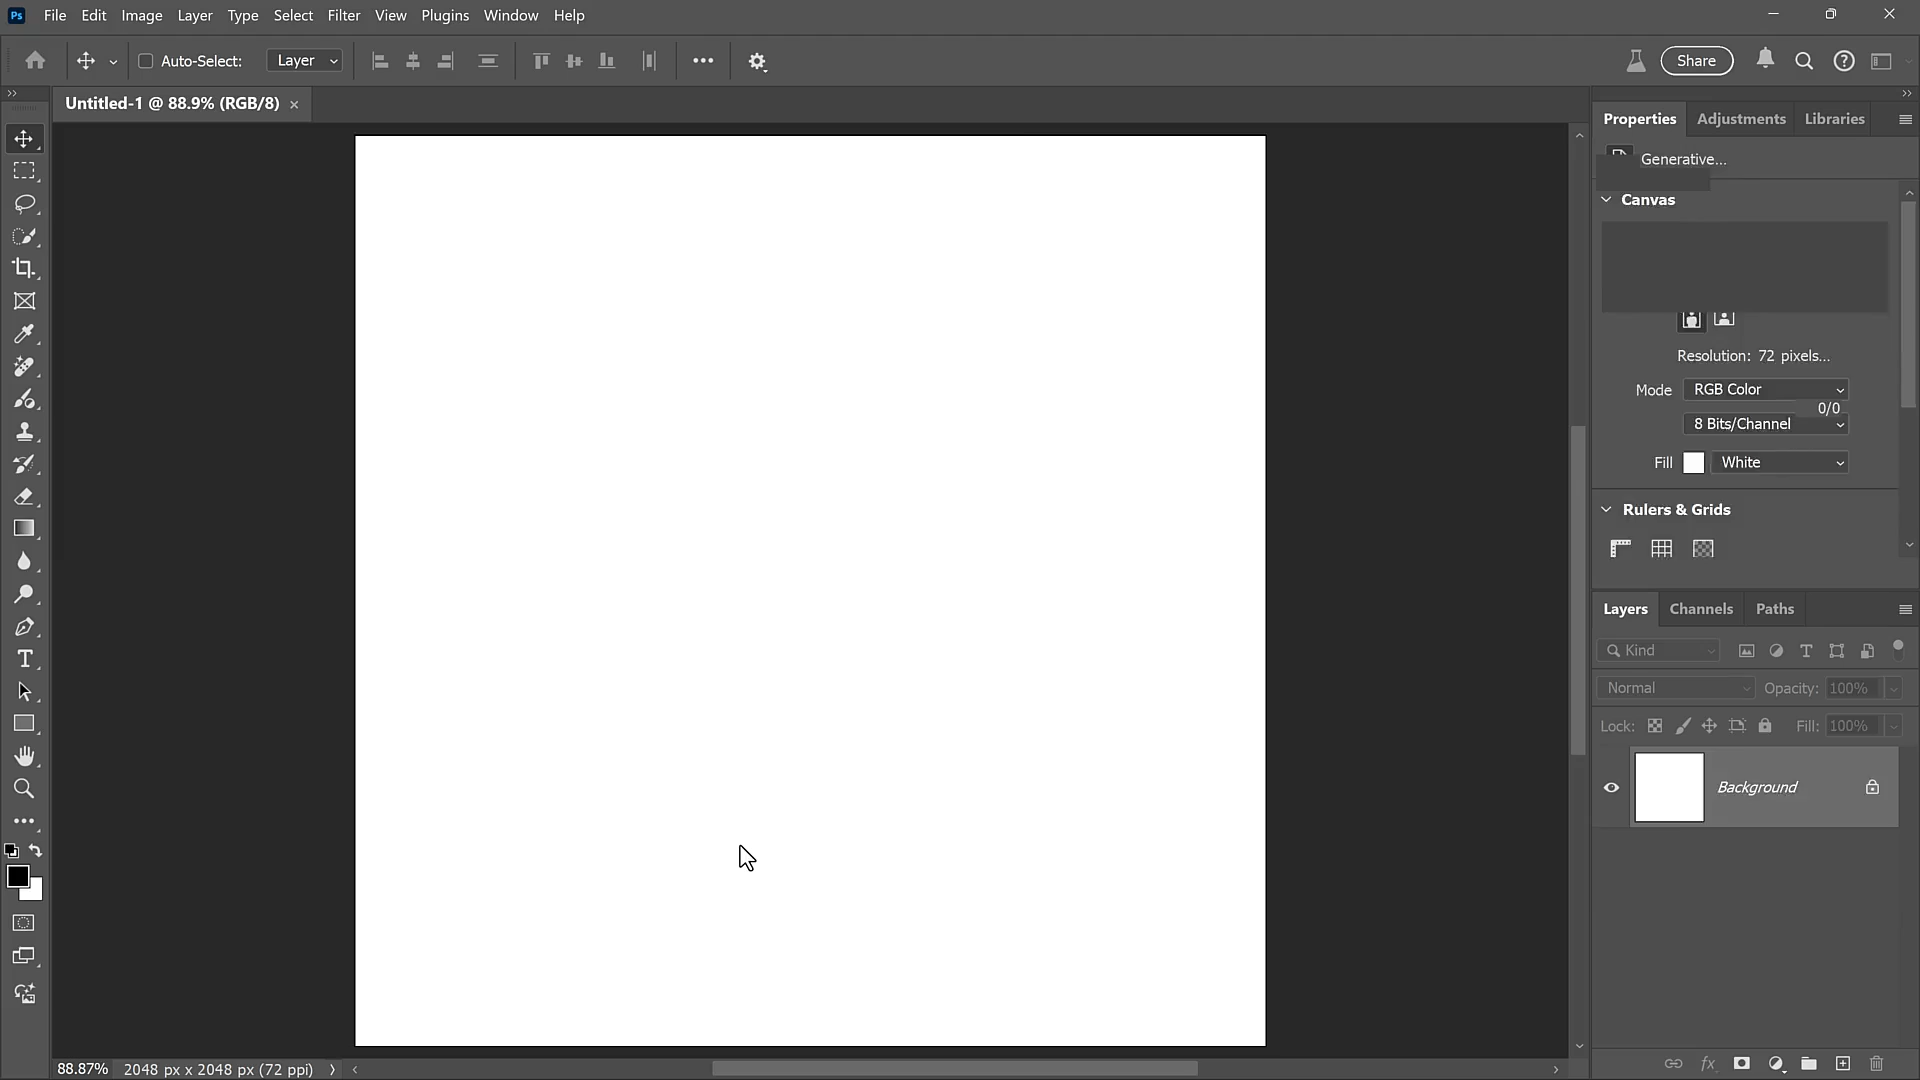 Ps File Edit Image Layer Type Select Filter View Plugins Window Help
Auto-Select: Layer Share
Untitled-1 @ 88.9% (RGB/8)
Properties Adjustments Libraries
Generative...
Canvas
Resolution: 72 pixels...
Mode RGB Color
0/0
8 Bits/Channel
Fill White
Rulers & Grids
Layers Channels Paths
Kind
Normal Opacity: 100%
Lock: Fill: 100%
Background
88.87% 2048 px x 2048 px (72 ppi)
fx